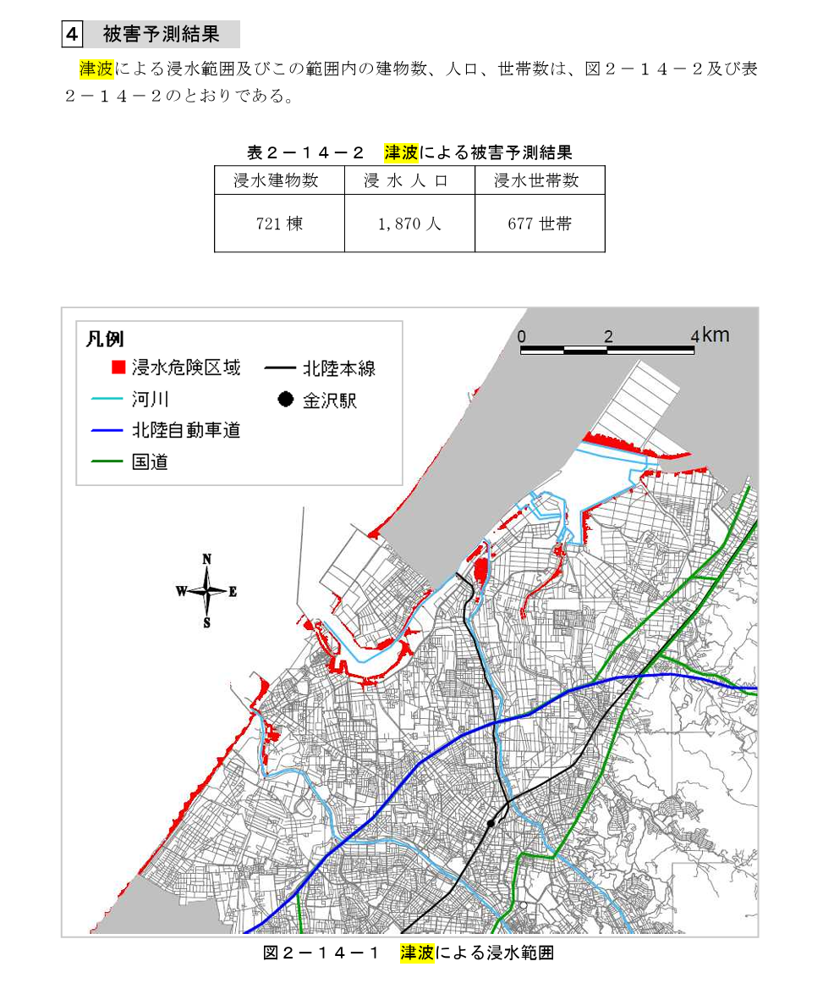 4 被害予測結果
津波による浸水範囲及びこの範囲内の建物数、人口、世帯数は、図２－１４－２及び表
２－１４－２のとおりである。
表２－１４－２　津波による被害予測結果
浸水建物数 浸 水 人 口 浸水世帯数
721 棟 1,870 人 677 世帯
凡例
浸水危険区域 北陸本線
河川 金沢駅
北陸自動車道
国道
0 2 4 km
N
W E
S
図２－１４－１　津波による浸水範囲